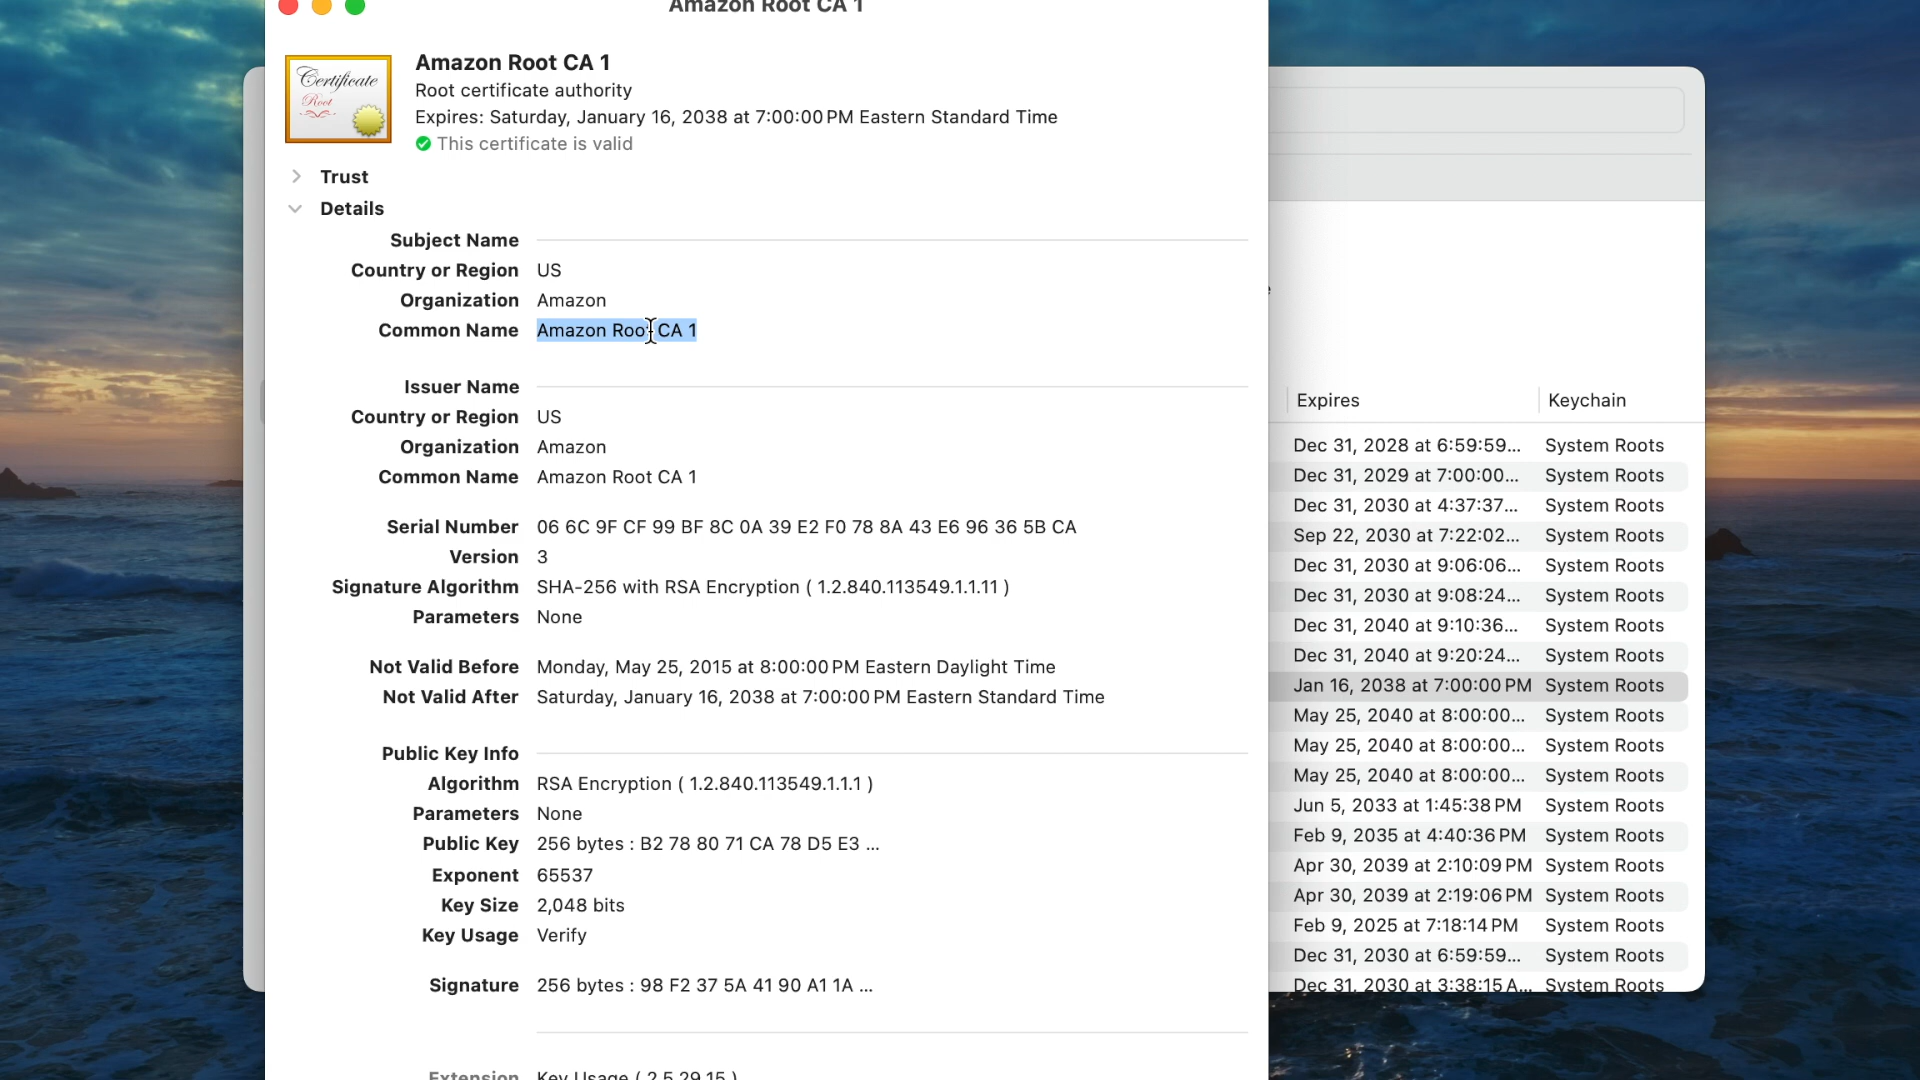 Amazon Root CA 1
Certificate
Root
Amazon Root CA 1
Root certificate authority
Expires: Saturday, January 16, 2038 at 7:00:00 PM Eastern Standard Time
This certificate is valid
Trust
Details
Subject Name
Country or Region US
Organization Amazon
Common Name Amazon Root CA 1
Issuer Name
Country or Region US
Organization Amazon
Common Name Amazon Root CA 1
Serial Number 06 6C 9F CF 99 BF 8C 0A 39 E2 F0 78 8A 43 E6 96 36 5B CA
Version 3
Signature Algorithm SHA-256 with RSA Encryption ( 1.2.840.113549.1.1.11 )
Parameters None
Not Valid Before Monday, May 25, 2015 at 8:00:00 PM Eastern Daylight Time
Not Valid After Saturday, January 16, 2038 at 7:00:00 PM Eastern Standard Time
Public Key Info
Algorithm RSA Encryption ( 1.2.840.113549.1.1.1 )
Parameters None
Public Key 256 bytes : B2 78 80 71 CA 78 D5 E3 ...
Exponent 65537
Key Size 2,048 bits
Key Usage Verify
Signature 256 bytes : 98 F2 37 5A 41 90 A1 1A ...
Extension Key Usage ( 2.5.29.15 )
Expires Keychain
Dec 31, 2028 at 6:59:59... System Roots
Dec 31, 2029 at 7:00:00... System Roots
Dec 31, 2030 at 4:37:37... System Roots
Sep 22, 2030 at 7:22:02... System Roots
Dec 31, 2030 at 9:06:06... System Roots
Dec 31, 2030 at 9:08:24... System Roots
Dec 31, 2040 at 9:10:36... System Roots
Dec 31, 2040 at 9:20:24... System Roots
Jan 16, 2038 at 7:00:00 PM System Roots
May 25, 2040 at 8:00:00... System Roots
May 25, 2040 at 8:00:00... System Roots
May 25, 2040 at 8:00:00... System Roots
Jun 5, 2033 at 1:45:38 PM System Roots
Feb 9, 2035 at 4:40:36 PM System Roots
Apr 30, 2039 at 2:10:09 PM System Roots
Apr 30, 2039 at 2:19:06 PM System Roots
Feb 9, 2025 at 7:18:14 PM System Roots
Dec 31, 2030 at 6:59:59... System Roots
Dec 31, 2030 at 3:38:15 A... System Roots